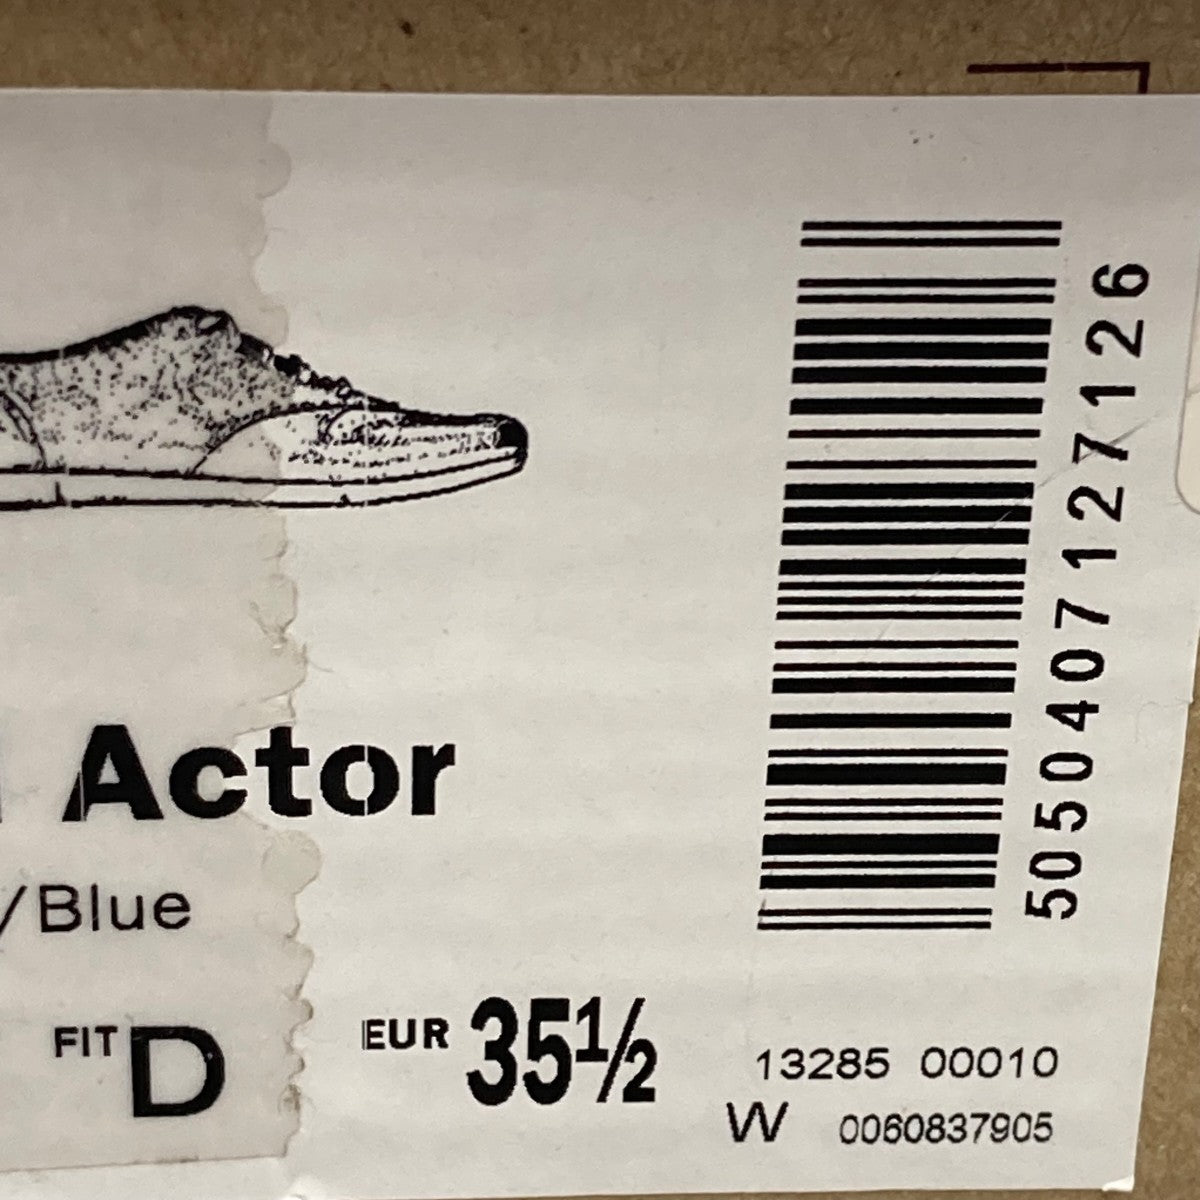 Actor
/Blue
FIT D
EUR 35½
5050407127126
13285 00010
W 0060837905